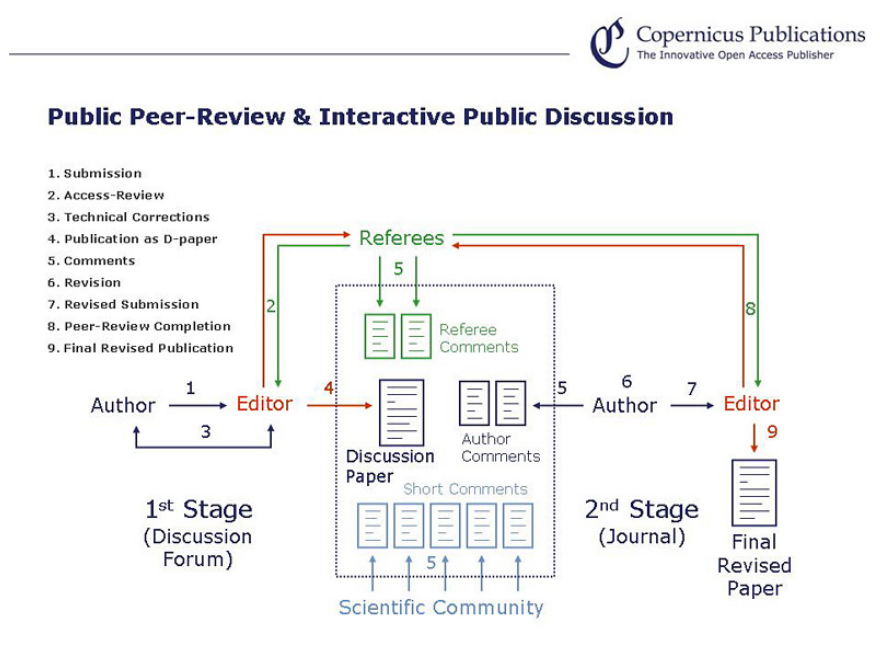 Copernicus Publications
The Innovative Open Access Publisher
Public Peer-Review & Interactive Public Discussion
1. Submission
2. Access-Review
3. Technical Corrections
4. Publication as D-paper
5. Comments
6. Revision
7. Revised Submission
8. Peer-Review Completion
9. Final Revised Publication
Referees
5
2
8
Referee
Comments
Author
1
Editor
4
3
5
6
Author
7
Editor
9
Discussion
Paper
Author
Comments
Short Comments
1st Stage
(Discussion
Forum)
2nd Stage
(Journal)
Final
Revised
Paper
5
Scientific Community